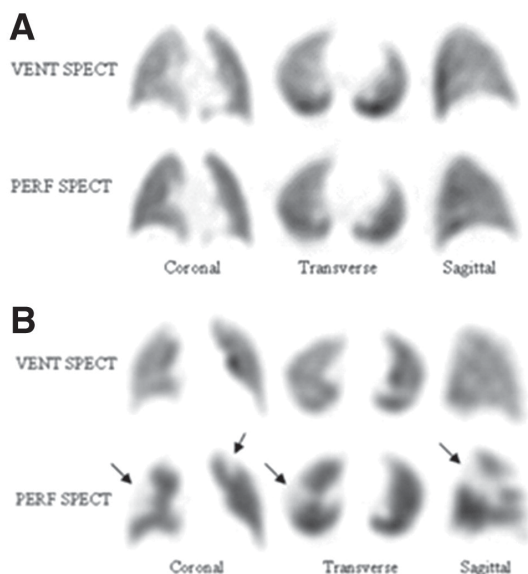 A
VENT SPECT
PERF SPECT
Coronal Transverse Sagittal
B
VENT SPECT
PERF SPECT
Coronal Transverse Sagittal